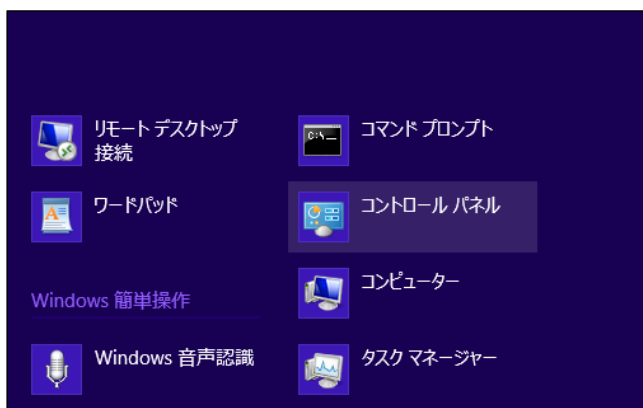 リモート デスクトップ
接続
ワードパッド
Windows 簡単操作
Windows 音声認識
コマンド プロンプト
C:\_
コントロール パネル
コンピューター
タスク マネージャー